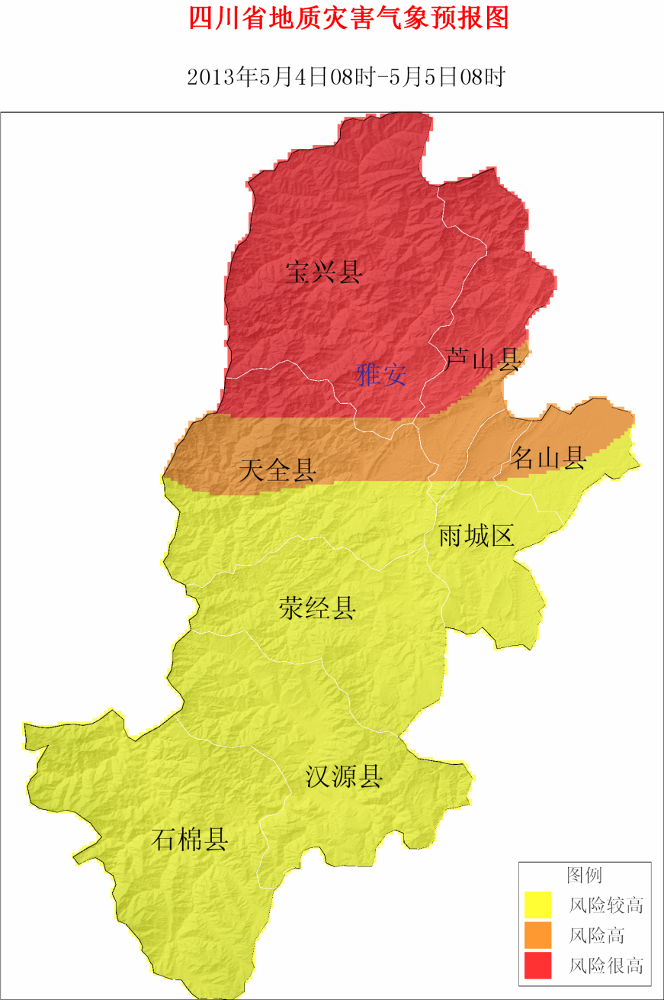 四川省地质灾害气象预报图
2013年5月4日08时-5月5日08时
宝兴县
芦山县
雅安
名山县
天全县
雨城区
荥经县
汉源县
石棉县
图例
风险较高
风险高
风险很高